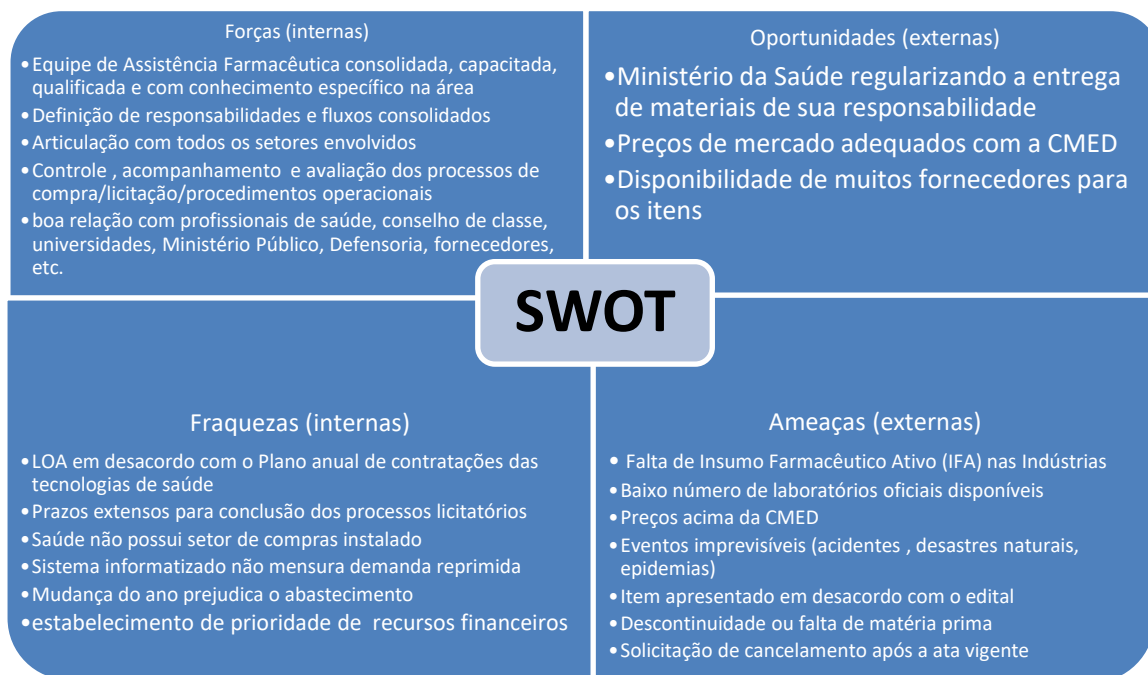 Forças (internas)
•Equipe de Assistência Farmacêutica consolidada, capacitada,
qualificada e com conhecimento específico na área
•Definição de responsabilidades e fluxos consolidados
•Articulação com todos os setores envolvidos
•Controle , acompanhamento e avaliação dos processos de
compra/licitação/procedimentos operacionais
•boa relação com profissionais de saúde, conselho de classe,
universidades, Ministério Público, Defensoria, fornecedores,
etc.
Oportunidades (externas)
•Ministério da Saúde regularizando a entrega
de materiais de sua responsabilidade
•Preços de mercado adequados com a CMED
•Disponibilidade de muitos fornecedores para
os itens
SWOT
Fraquezas (internas)
•LOA em desacordo com o Plano anual de contratações das
tecnologias de saúde
•Prazos extensos para conclusão dos processos licitatórios
•Saúde não possui setor de compras instalado
•Sistema informatizado não mensura demanda reprimida
•Mudança do ano prejudica o abastecimento
•estabelecimento de prioridade de recursos financeiros
Ameaças (externas)
• Falta de Insumo Farmacêutico Ativo (IFA) nas Indústrias
•Baixo número de laboratórios oficiais disponíveis
•Preços acima da CMED
•Eventos imprevisíveis (acidentes , desastres naturais,
epidemias)
•Item apresentado em desacordo com o edital
•Descontinuidade ou falta de matéria prima
•Solicitação de cancelamento após a ata vigente